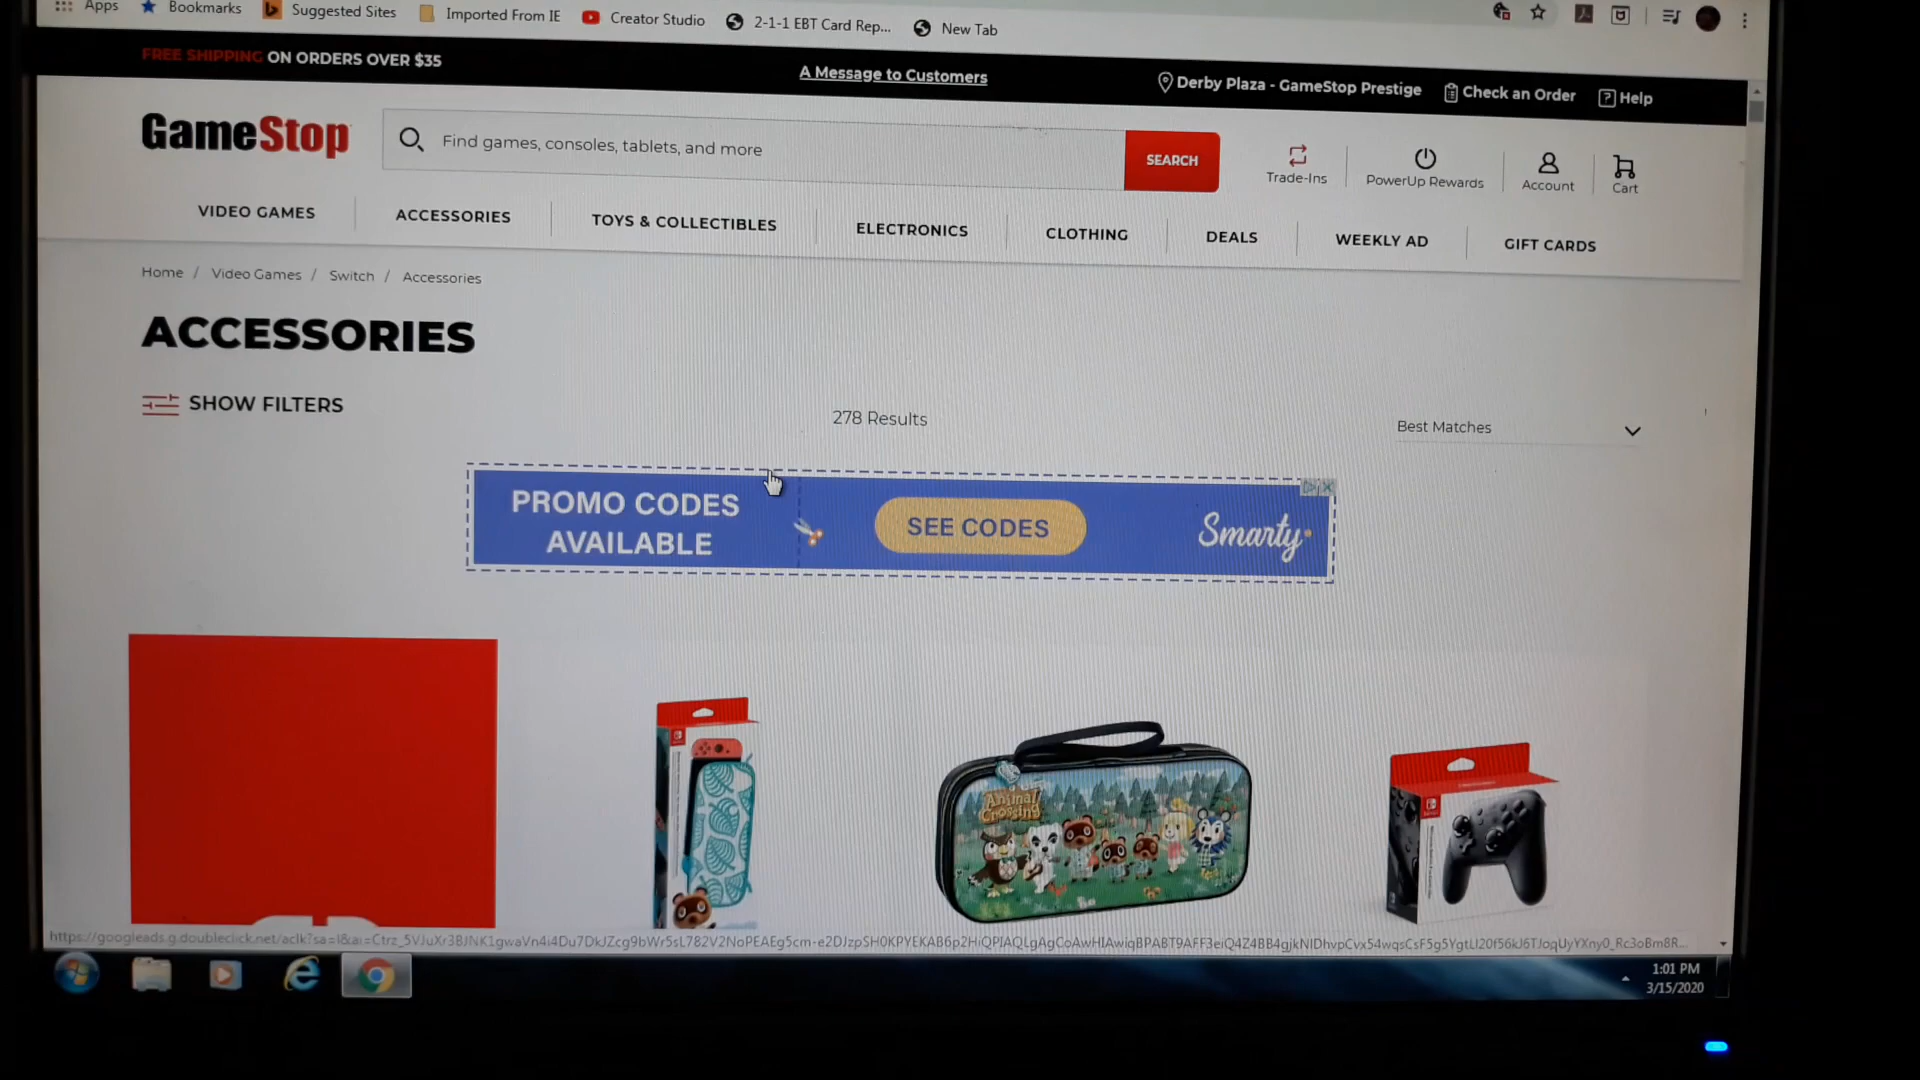 Apps Bookmarks Suggested Sites Imported From IE Creator Studio 2-1-1 EBT Card Rep... New Tab
FREE SHIPPING ON ORDERS OVER $35
A Message to Customers
Derby Plaza - GameStop Prestige
Check an Order
Help
GameStop
Find games, consoles, tablets, and more
SEARCH
Trade-Ins
PowerUp Rewards
Account
Cart
VIDEO GAMES
ACCESSORIES
TOYS & COLLECTIBLES
ELECTRONICS
CLOTHING
DEALS
WEEKLY AD
GIFT CARDS
Home / Video Games / Switch / Accessories
ACCESSORIES
SHOW FILTERS
278 Results
Best Matches
PROMO CODES
AVAILABLE
SEE CODES
Smarty
Animal
Crossing
1:01 PM
3/15/2020